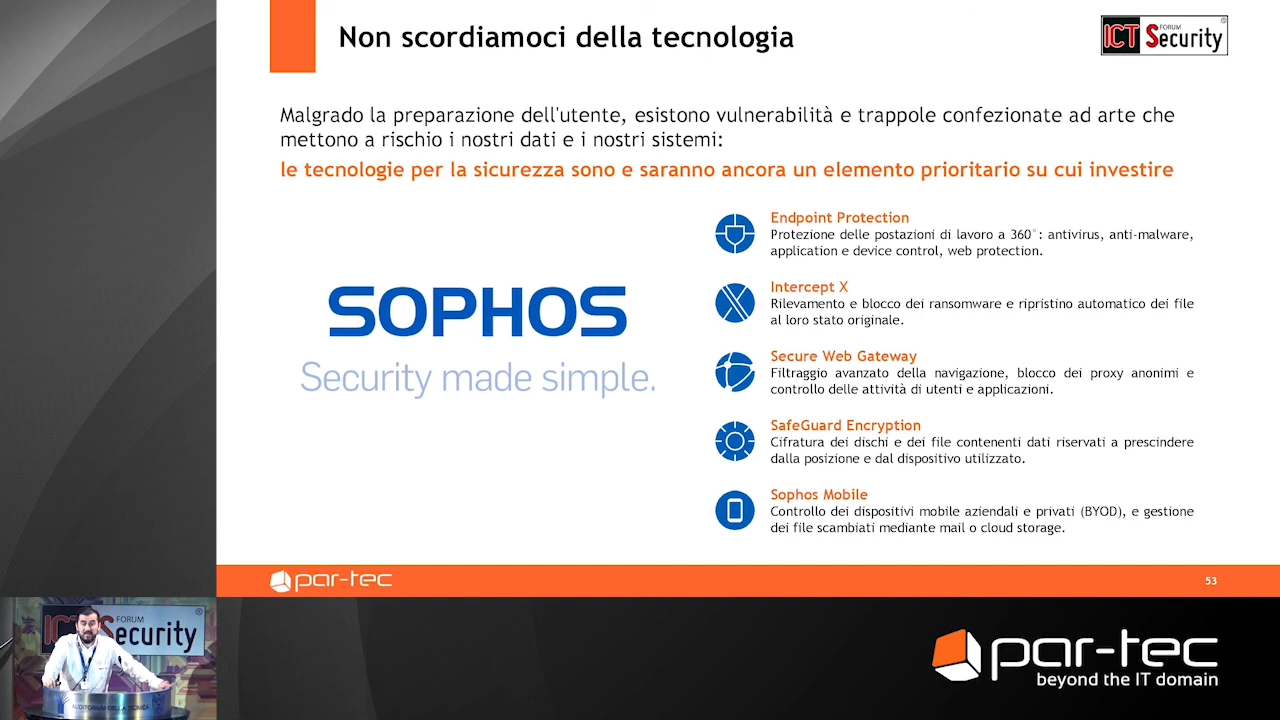 Non scordiamoci della tecnologia
ICT Security
FORUM
®
Malgrado la preparazione dell'utente, esistono vulnerabilità e trappole confezionate ad arte che
mettono a rischio i nostri dati e i nostri sistemi:
le tecnologie per la sicurezza sono e saranno ancora un elemento prioritario su cui investire
SOPHOS
Security made simple.
Endpoint Protection
Protezione delle postazioni di lavoro a 360°: antivirus, anti-malware,
application e device control, web protection.
Intercept X
Rilevamento e blocco dei ransomware e ripristino automatico dei file
al loro stato originale.
Secure Web Gateway
Filtraggio avanzato della navigazione, blocco dei proxy anonimi e
controllo delle attività di utenti e applicazioni.
SafeGuard Encryption
Cifratura dei dischi e dei file contenenti dati riservati a prescindere
dalla posizione e dal dispositivo utilizzato.
Sophos Mobile
Controllo dei dispositivi mobile aziendali e privati (BYOD), e gestione
dei file scambiati mediante mail o cloud storage.
par-tec
53
FORUM
ICT Security
®
AUDITORIUM DELLA TECNICA
par-tec
beyond the IT domain